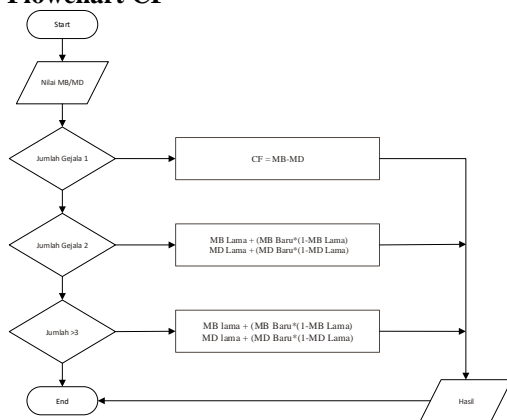 Flowchart CF
Start
Nilai MB/MD
Jumlah Gejala 1
CF = MB-MD
Jumlah Gejala 2
MB Lama + (MB Baru*(1-MB Lama)
MD Lama + (MD Baru*(1-MD Lama)
Jumlah >3
MB lama + (MB Baru*(1-MB Lama)
MD lama + (MD Baru*(1-MD Lama)
End
Hasil